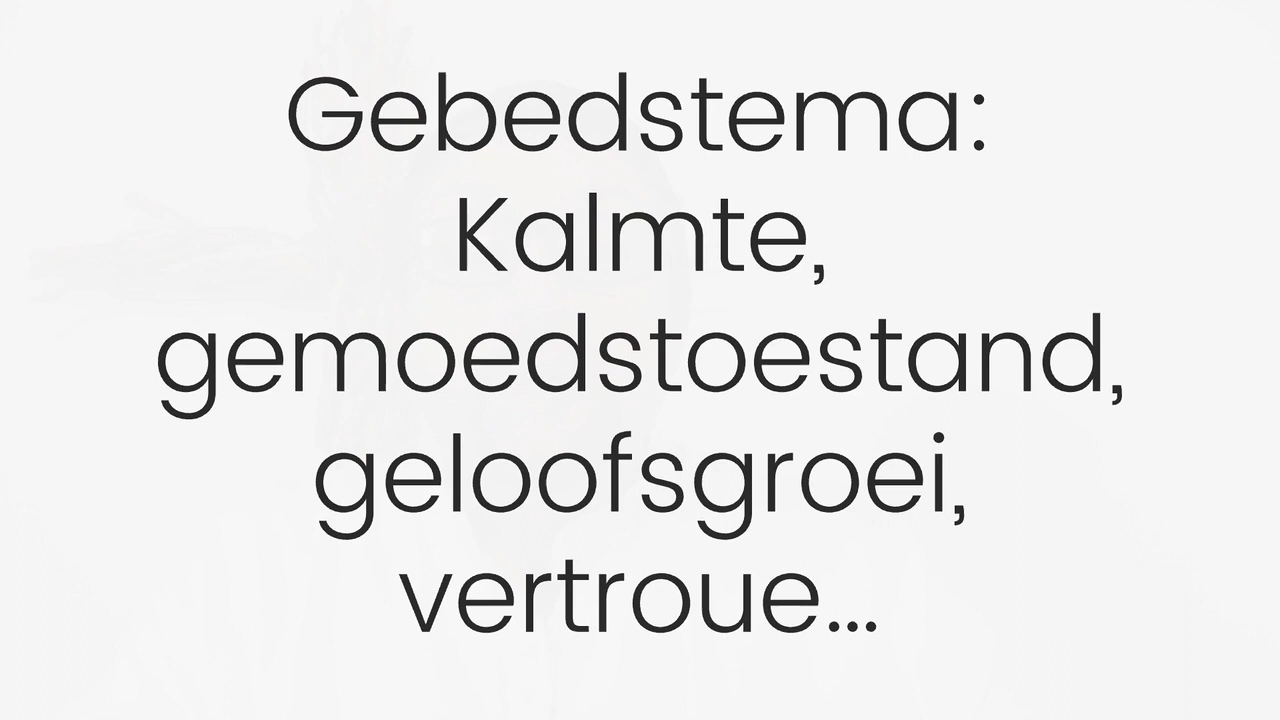 Gebedstema:
Kalmte,
gemoedstoestand,
geloofsgroei,
vertroue...